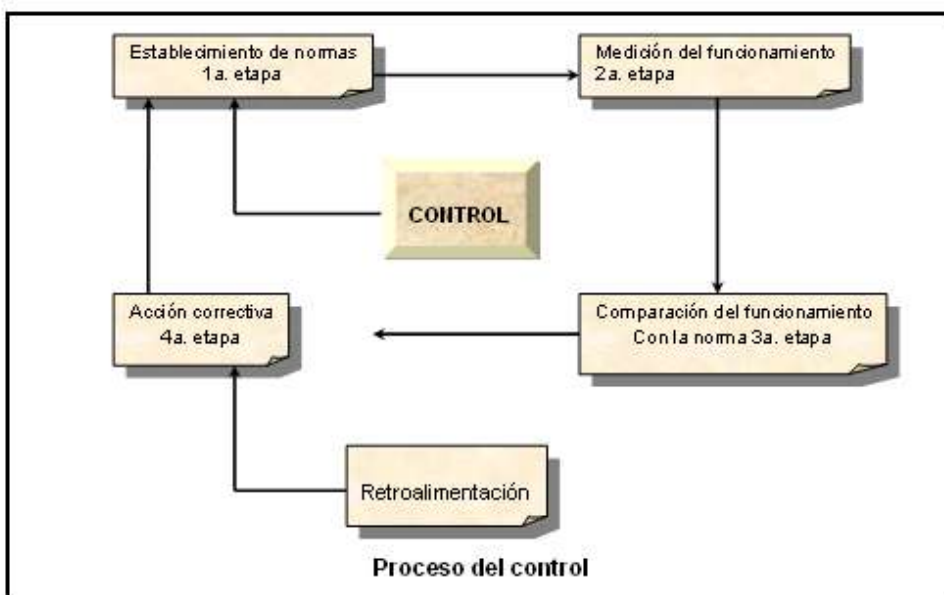 Establecimiento de normas
1a. etapa
Medición del funcionamiento
2a. etapa
CONTROL
Acción correctiva
4a. etapa
Comparación del funcionamiento
Con la norma 3a. etapa
Retroalimentación
Proceso del control